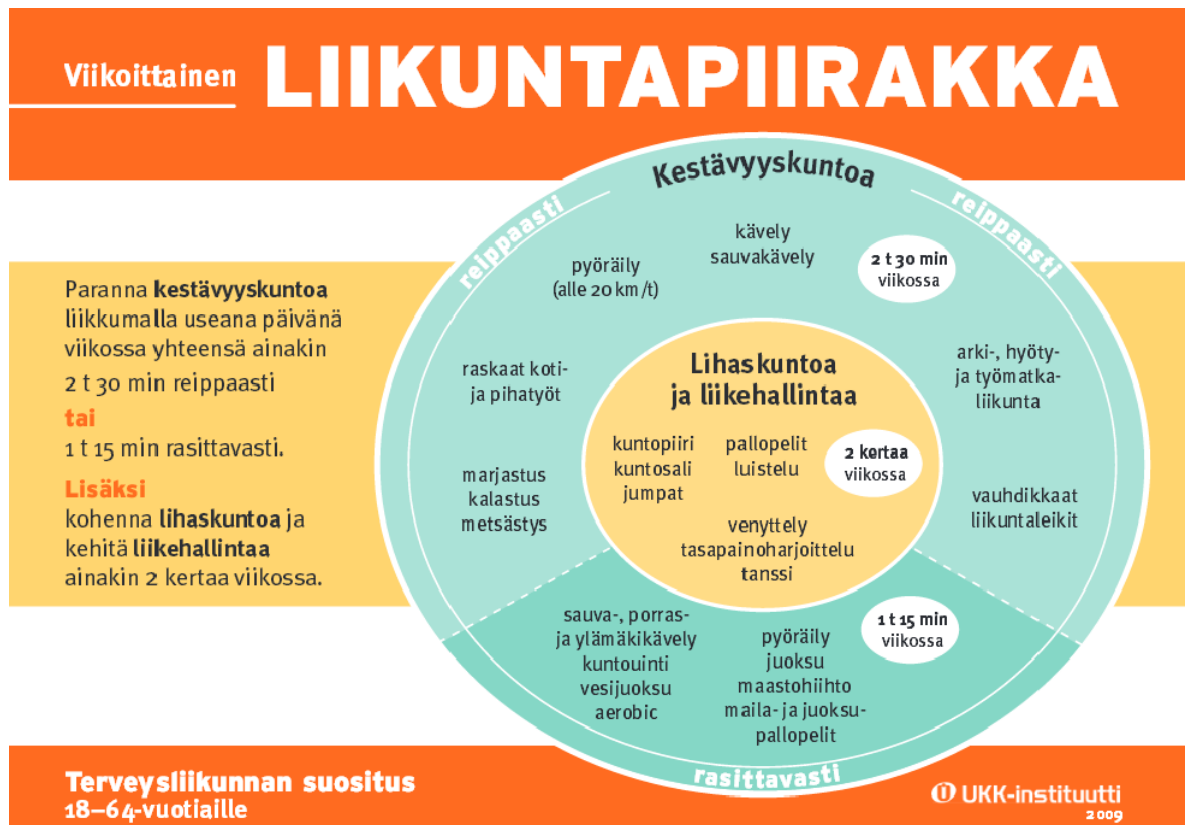 Viikoittainen LIIKUNTAPIIRAKKA
Paranna kestävyyskuntoa
liikkumalla useana päivänä
viikossa yhteensä ainakin
2 t 30 min reippaasti
tai
1 t 15 min rasittavasti.
Lisäksi
kohenna lihaskuntoa ja
kehitä liikehallintaa
ainakin 2 kertaa viikossa.
Kestävyyskuntoa
reippaasti
reippaasti
kävely
sauvakävely
2 t 30 min
viikossa
pyöräily
(alle 20 km/t)
raskaat koti-
ja pihatyöt
arki-, hyöty-
ja työmatka-
liikunta
marjastus
kalastus
metsästys
vauhdikkaat
liikuntaleikit
Lihaskuntoa
ja liikehallintaa
kuntopiiri
kuntosali
jumpat
pallopelit
luistelu
2 kertaa
viikossa
venyttely
tasapainoharjoittelu
tanssi
sauva-, porras-
ja ylämäkikävely
kuntouinti
vesijuoksu
aerobic
pyöräily
juoksu
maastohiihto
maila- ja juoksu-
pallopelit
1 t 15 min
viikossa
rasittavasti
Terveysliikunnan suositus
18–64-vuotiaille
UKK-instituutti
2009